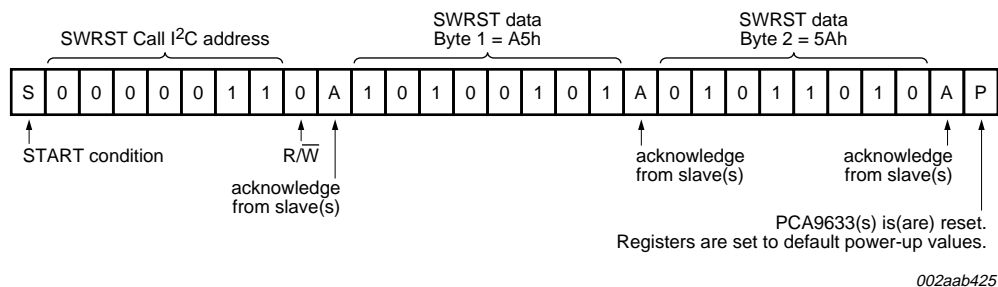 SWRST Call I2C address
SWRST data
Byte 1 = A5h
SWRST data
Byte 2 = 5Ah
S 0 0 0 0 0 1 1 0 A 1 0 1 0 0 1 0 1 A 0 1 0 1 1 0 1 0 A P
START condition
R/W
acknowledge
from slave(s)
acknowledge
from slave(s)
acknowledge
from slave(s)
PCA9633(s) is(are) reset.
Registers are set to default power-up values.
002aab425